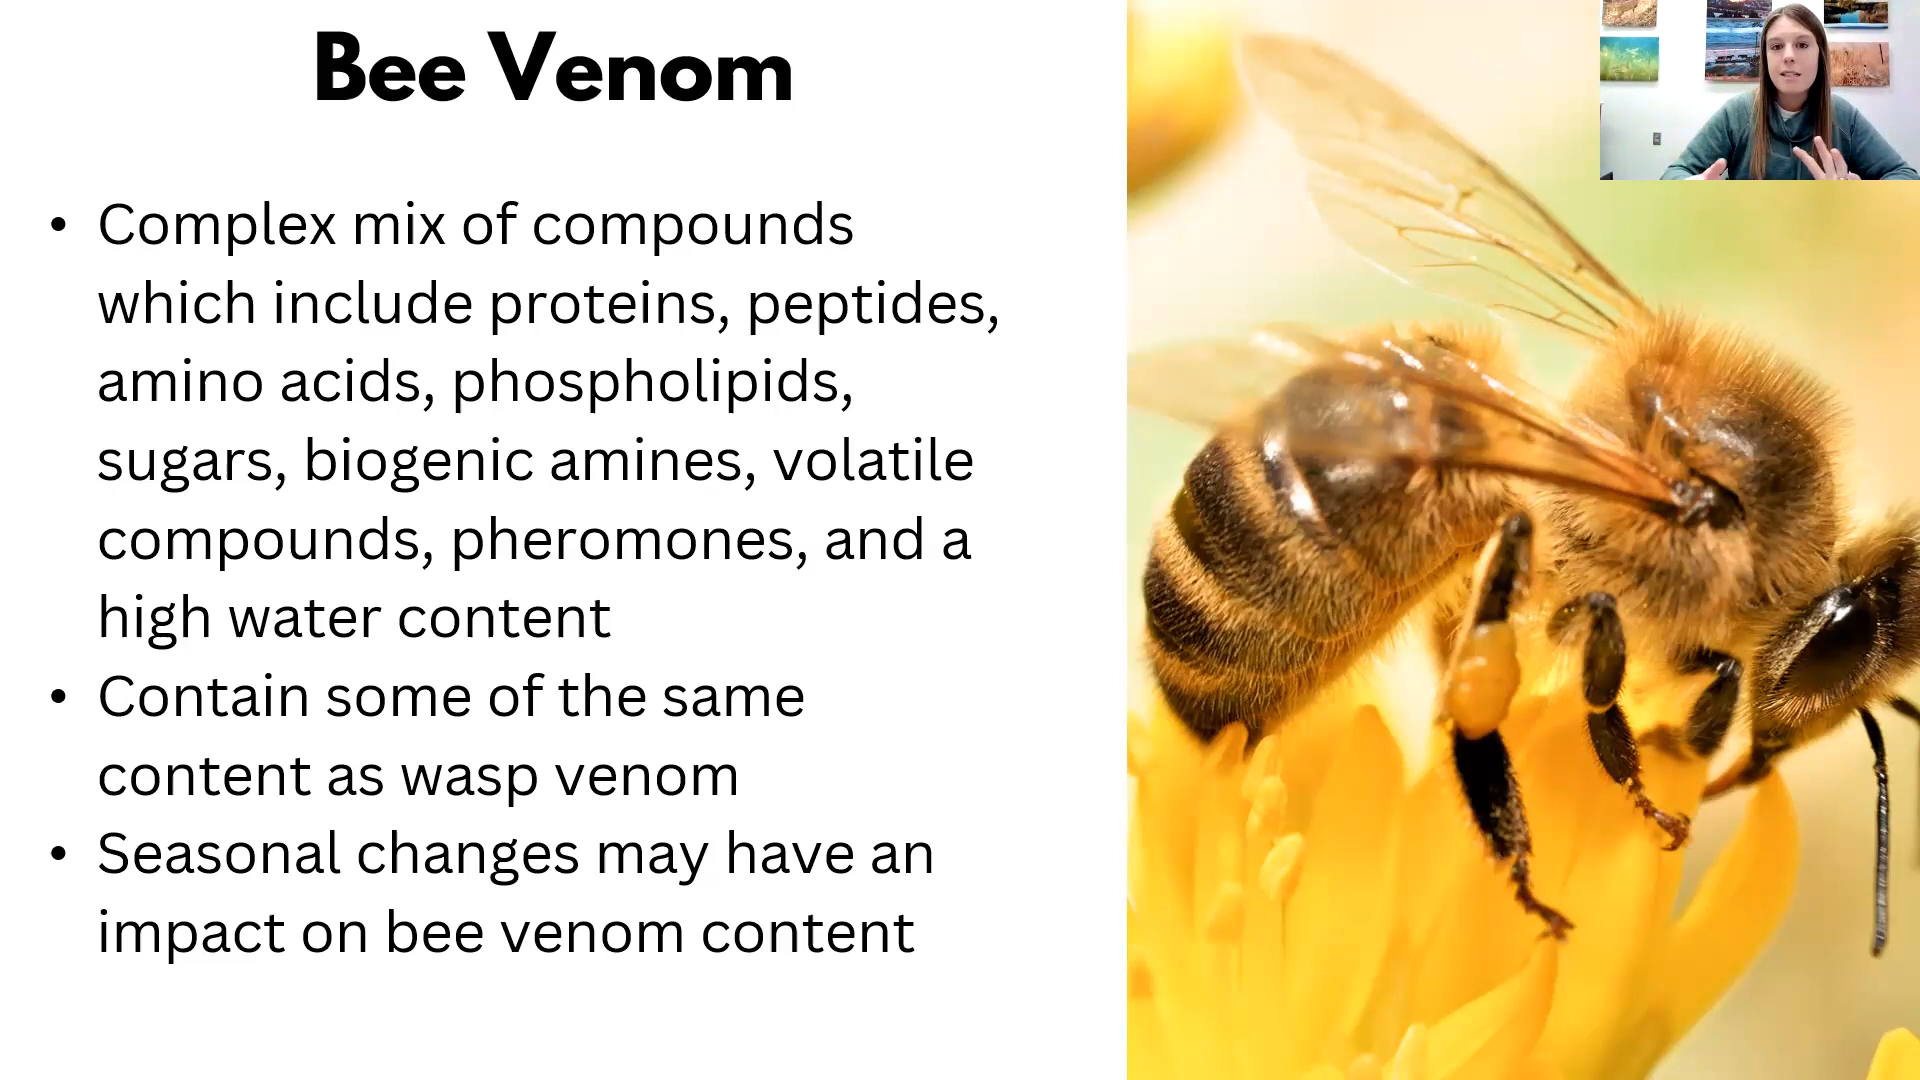 Bee Venom
• Complex mix of compounds
which include proteins, peptides,
amino acids, phospholipids,
sugars, biogenic amines, volatile
compounds, pheromones, and a
high water content
• Contain some of the same
content as wasp venom
• Seasonal changes may have an
impact on bee venom content